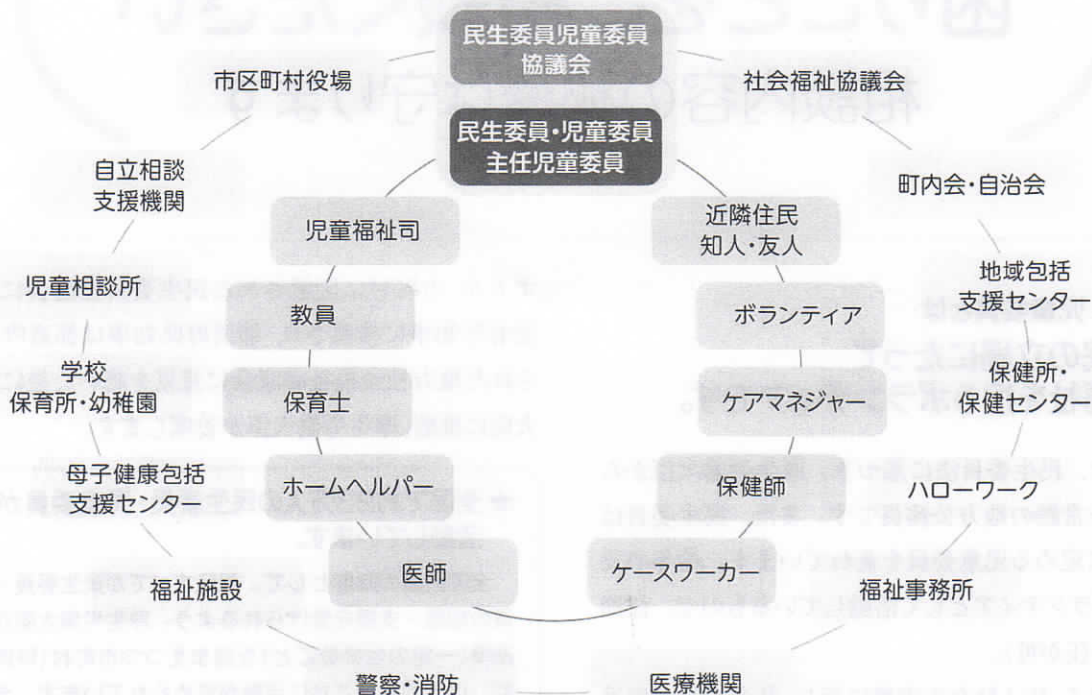 民生委員児童委員
協議会
市区町村役場
社会福祉協議会
民生委員・児童委員
主任児童委員
自立相談
支援機関
町内会・自治会
児童福祉司
近隣住民
知人・友人
児童相談所
地域包括
支援センター
教員
ボランティア
学校
保育所・幼稚園
保健所・
保健センター
保育士
ケアマネジャー
母子健康包括
支援センター
ホームヘルパー
保健師
ハローワーク
福祉施設
医師
ケースワーカー
福祉事務所
警察・消防
医療機関